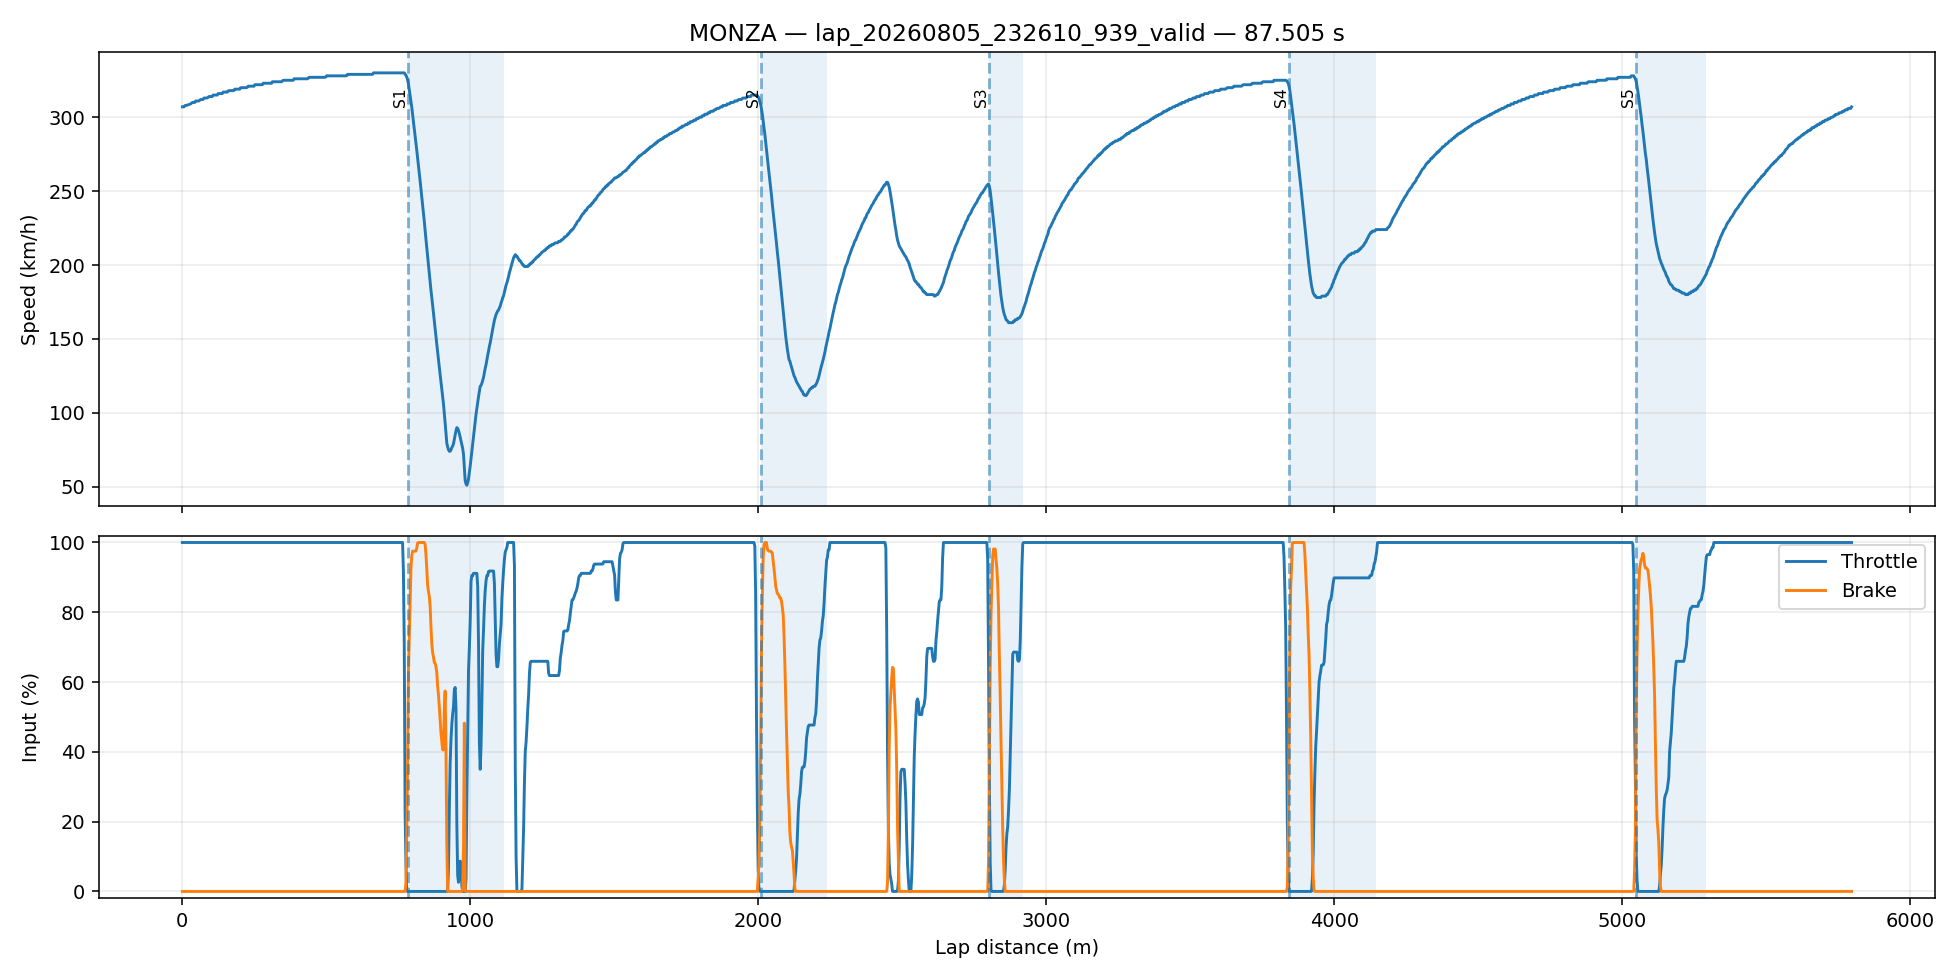 MONZA — lap_20260805_232610_939_valid — 87.505 s
Speed (km/h)
300
250
200
150
100
50
S1
S2
S3
S4
S5
Input (%)
100
80
60
40
20
0
Throttle
Brake
0 1000 2000 3000 4000 5000 6000
Lap distance (m)